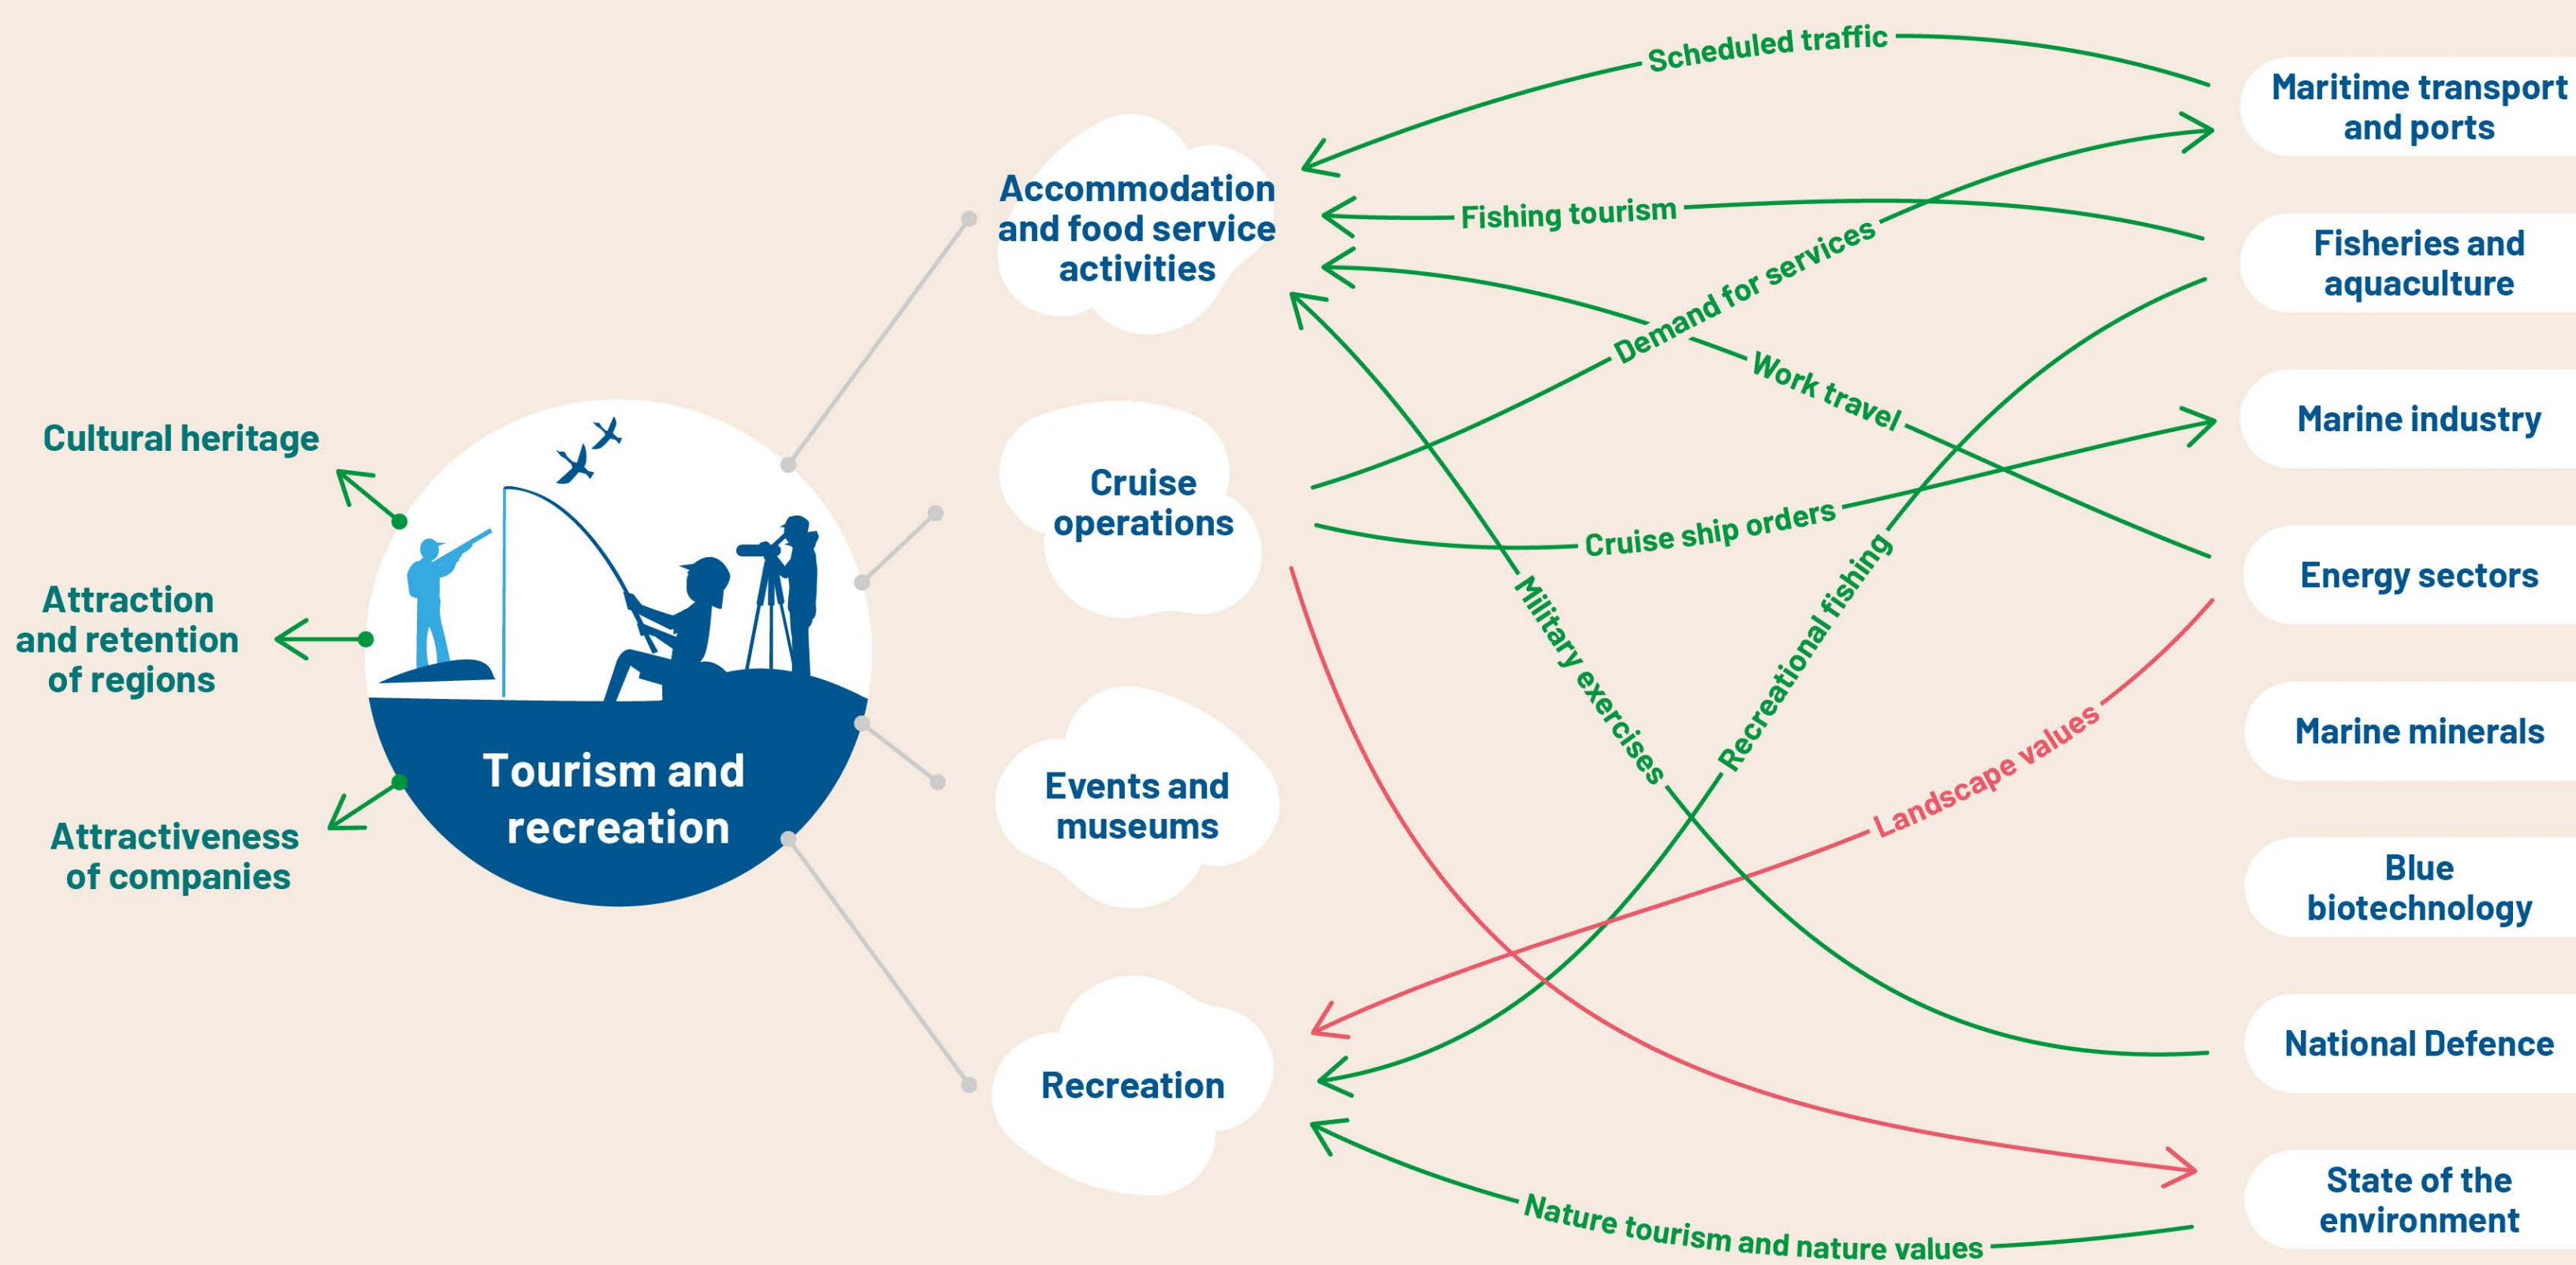 Cultural heritage
Attraction
and retention
of regions
Attractiveness
of companies
Tourism and
recreation
Accommodation
and food service
activities
Cruise
operations
Events and
museums
Recreation
Scheduled traffic
Fishing tourism
Demand for services
Work travel
Cruise ship orders
Military exercises
Recreational fishing
Landscape values
Nature tourism and nature values
Maritime transport
and ports
Fisheries and
aquaculture
Marine industry
Energy sectors
Marine minerals
Blue
biotechnology
National Defence
State of the
environment